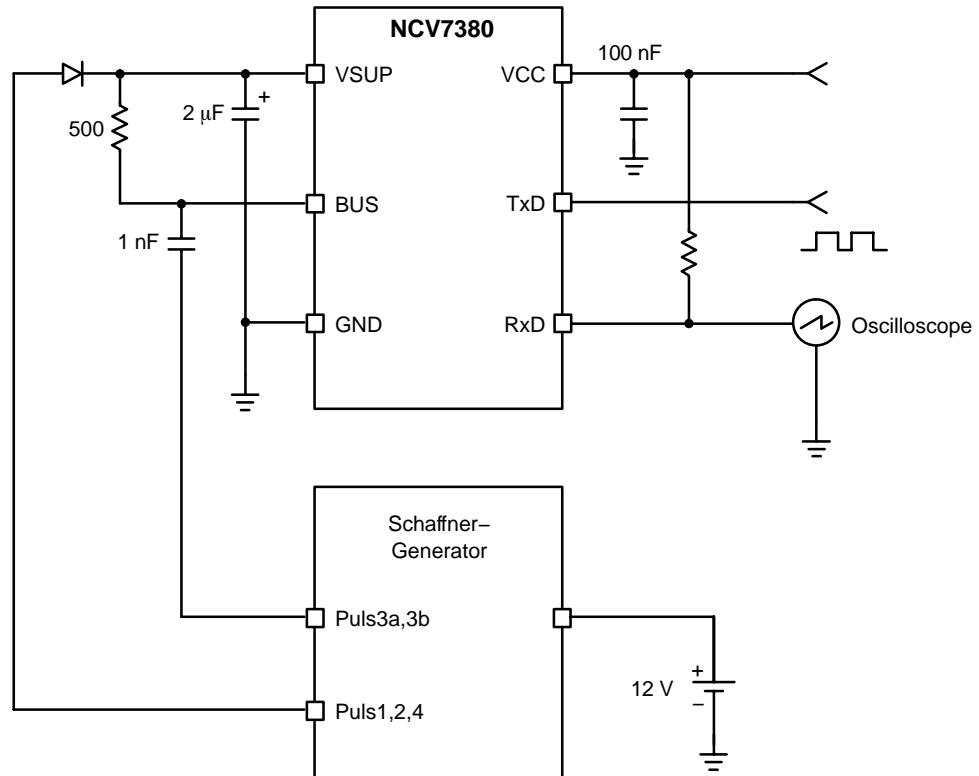 NCV7380
100 nF
VSUP
VCC
+
2 μF
500
BUS
TxD
1 nF
GND
RxD
Oscilloscope
Schaffner–
Generator
Puls3a,3b
+
12 V
–
Puls1,2,4